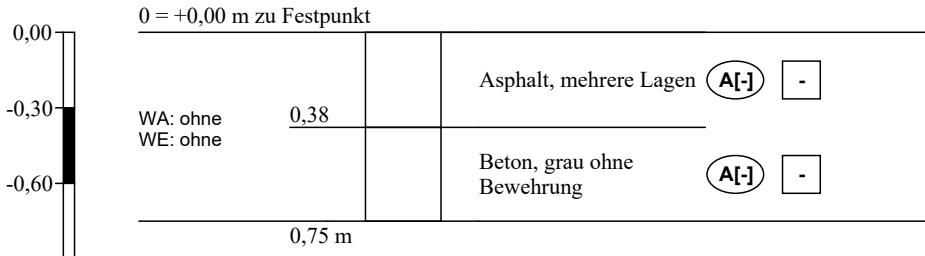 0 = +0,00 m zu Festpunkt
0,00
Asphalt, mehrere Lagen A[-] -
-0,30
0,38
WA: ohne
WE: ohne
Beton, grau ohne
Bewehrung
A[-] -
-0,60
0,75 m